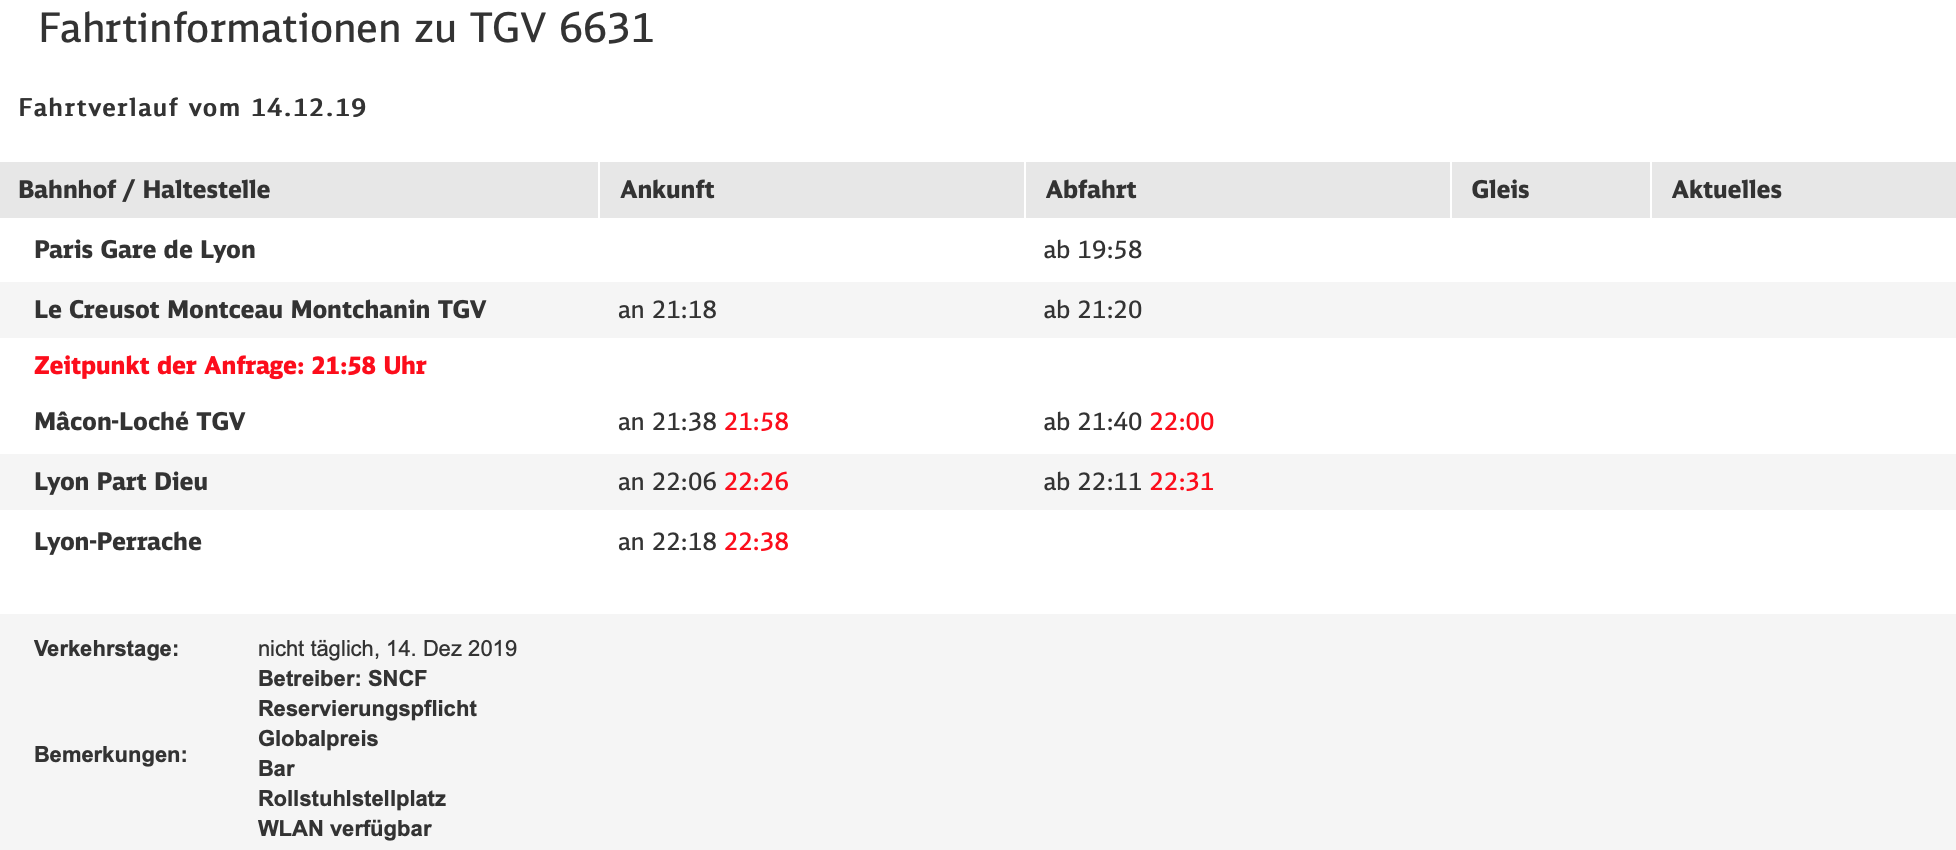 Fahrtinformationen zu TGV 6631
Fahrtverlauf vom 14.12.19
Bahnhof / Haltestelle Ankunft Abfahrt Gleis Aktuelles
Paris Gare de Lyon ab 19:58
Le Creusot Montceau Montchanin TGV an 21:18 ab 21:20
Zeitpunkt der Anfrage: 21:58 Uhr
Mâcon-Loché TGV an 21:38 21:58 ab 21:40 22:00
Lyon Part Dieu an 22:06 22:26 ab 22:11 22:31
Lyon-Perrache an 22:18 22:38
Verkehrstage: nicht täglich, 14. Dez 2019
Bemerkungen:
Betreiber: SNCF
Reservierungspflicht
Globalpreis
Bar
Rollstuhlstellplatz
WLAN verfügbar